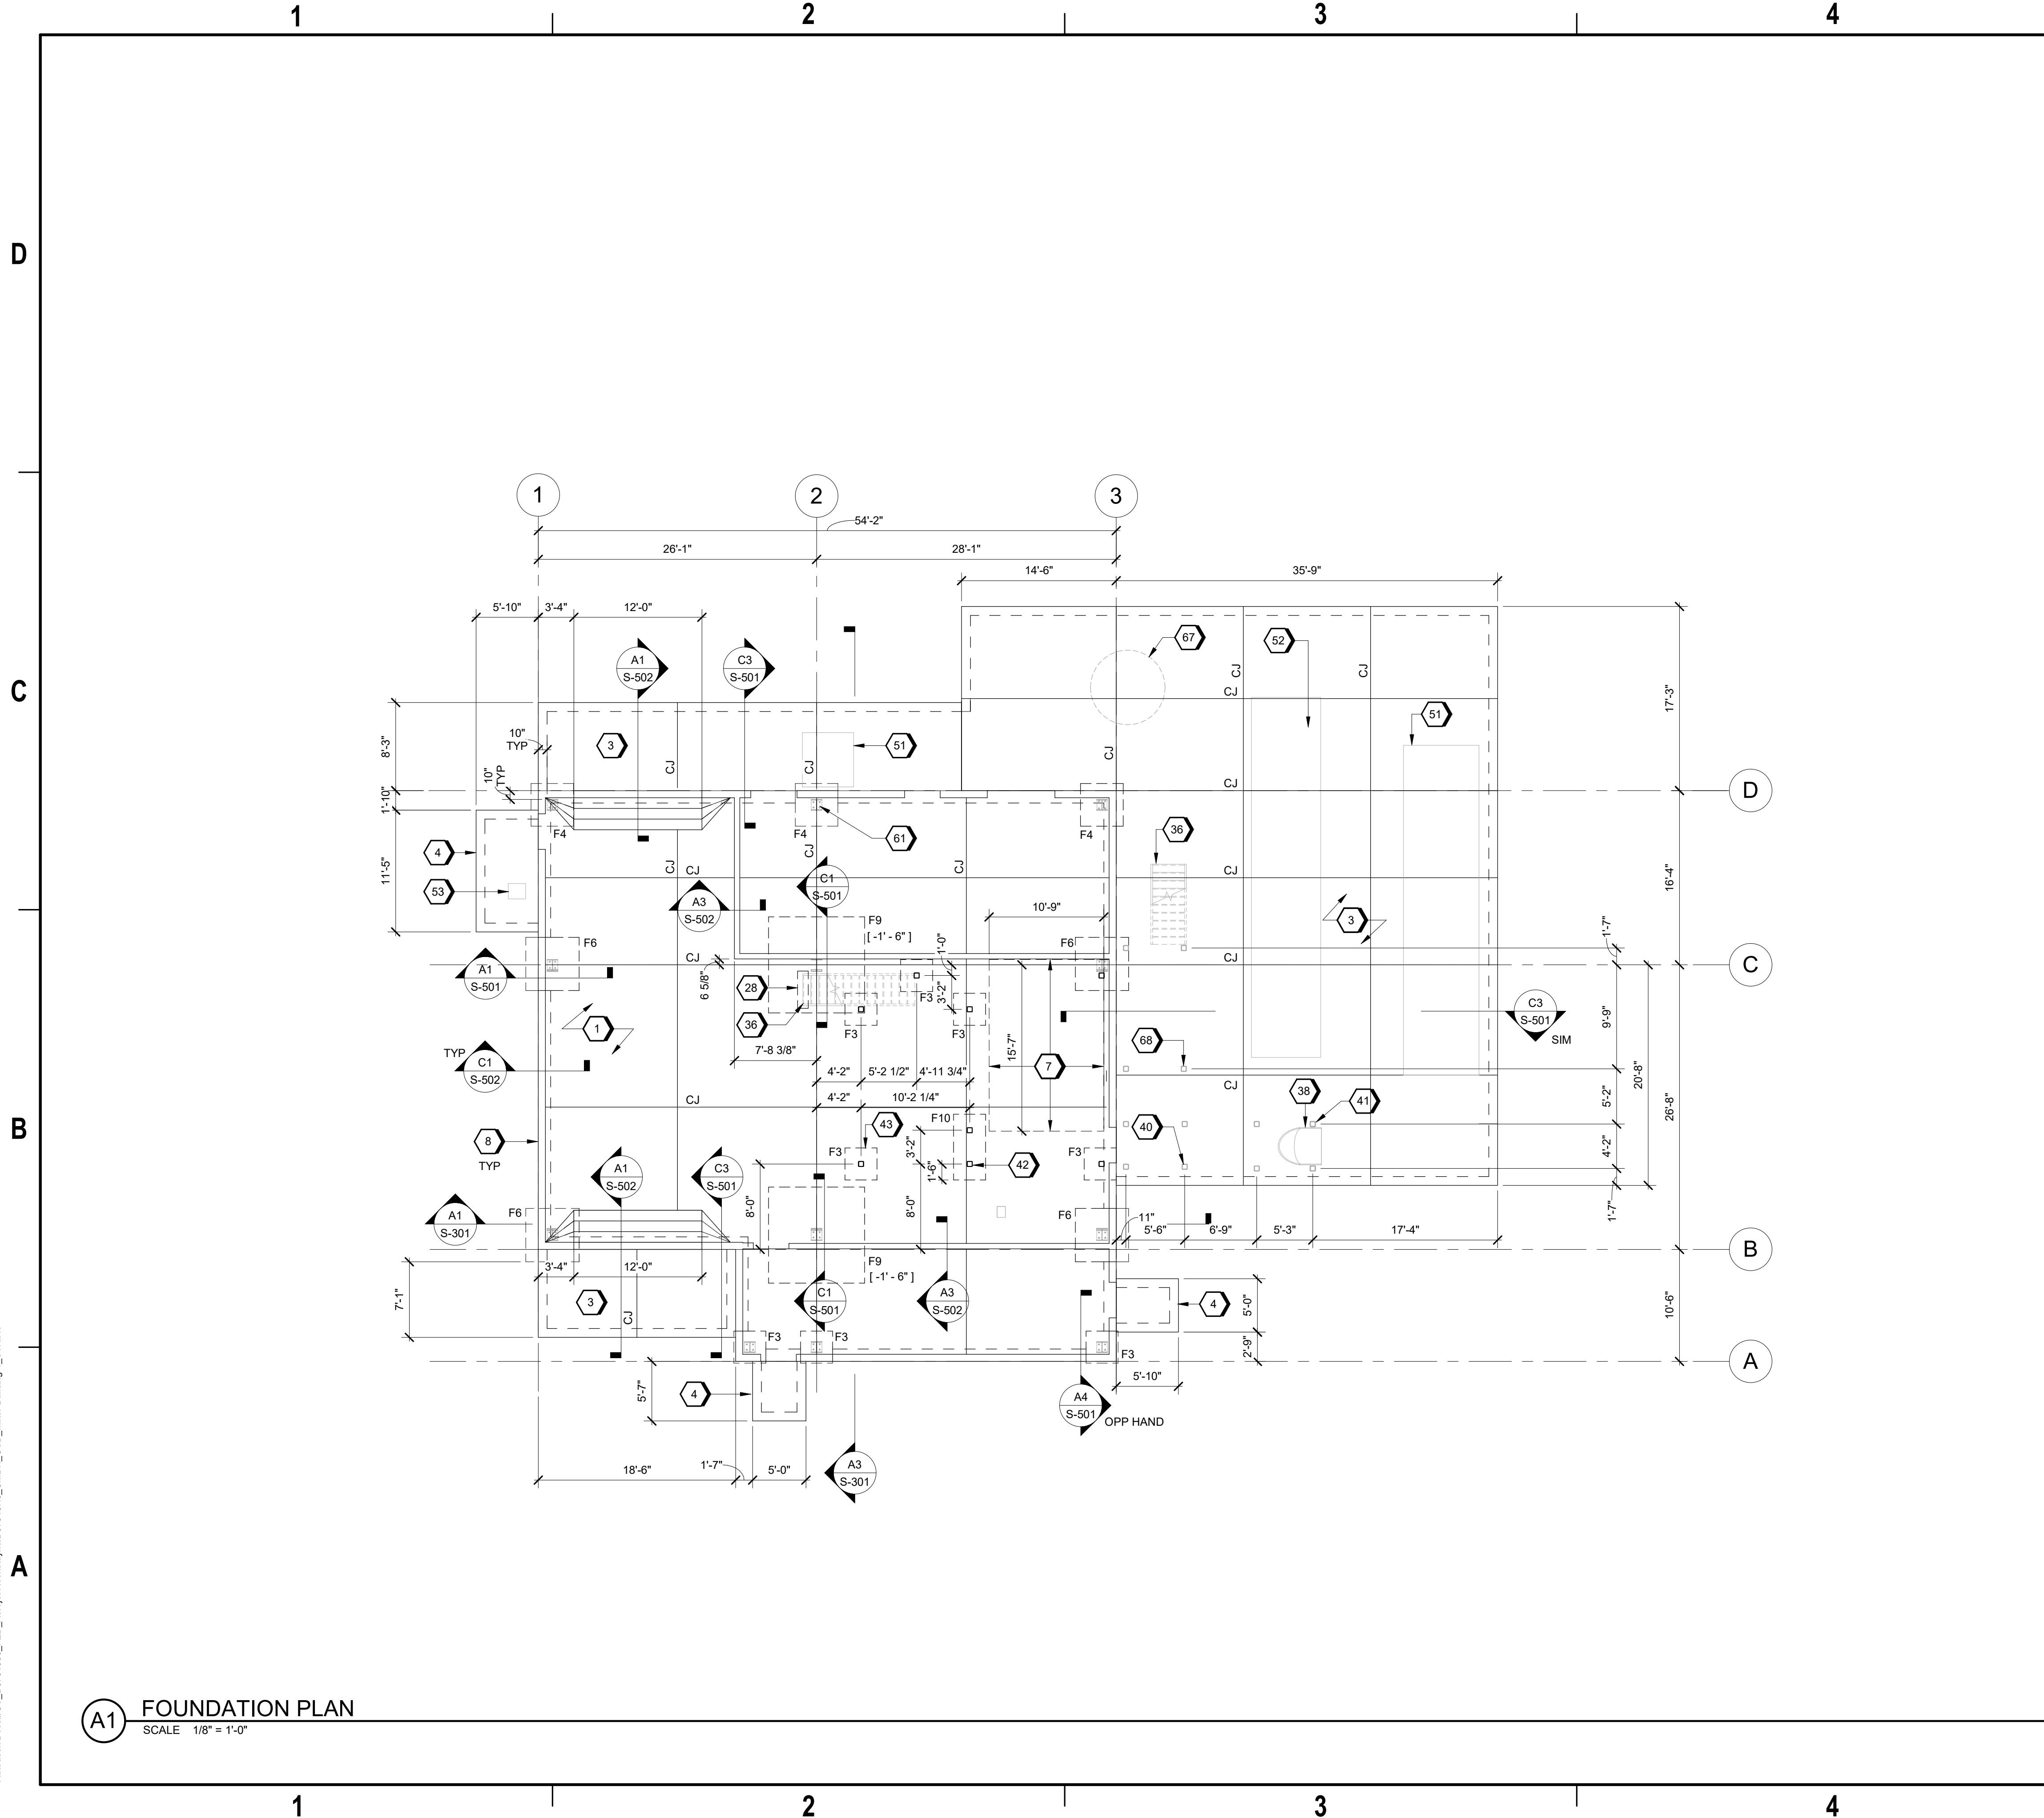 1
2
3
4
D
C
B
A
1
2
3
54'-2"
26'-1"
28'-1"
14'-6"
35'-9"
5'-10"
3'-4"
12'-0"
A1
S-502
C3
S-501
67
52
51
17'-3"
8'-3"
10"
TYP
3
CJ
51
CJ
CJ
CJ
CJ
CJ
10"
TYP
1'-10"
CJ
D
F4
F4
F4
61
36
4
11'-5"
53
CJ
CJ
CJ
CJ
CJ
C1
S-501
A3
S-502
16'-4"
10'-9"
F9
[ -1' - 6" ]
3
1'-7"
F6
F6
1'-0"
CJ
CJ
C
A1
S-501
6 5/8"
28
F3
3'-2"
36
F3
F3
C3
S-501
SIM
9'-9"
1
15'-7"
TYP
C1
S-502
7'-8 3/8"
68
7
4'-2"
5'-2 1/2"
4'-11 3/4"
CJ
20'-8"
4'-2"
10'-2 1/4"
CJ
38
41
5'-2"
26'-8"
F10
43
40
8
TYP
F3
3'-2"
F3
4'-2"
1'-6"
42
A1
S-502
C3
S-501
8'-0"
8'-0"
1'-7"
A1
S-301
F6
F6
11"
5'-6"
6'-9"
5'-3"
17'-4"
B
3'-4"
12'-0"
F9
[ -1' - 6" ]
7'-1"
3
CJ
C1
S-501
A3
S-502
4
5'-0"
10'-6"
F3
F3
F3
2'-9"
A
5'-7"
4
5'-10"
A4
S-501
OPP HAND
18'-6"
1'-7"
5'-0"
A3
S-301
A1
FOUNDATION PLAN
SCALE 1/8" = 1'-0"
1
2
3
4